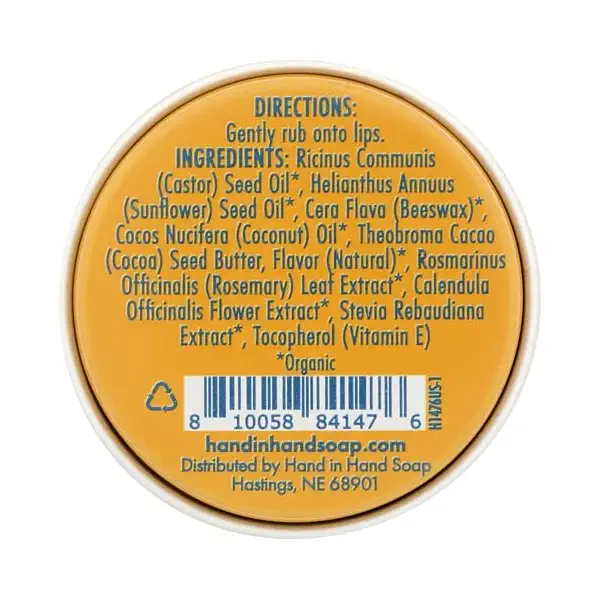 DIRECTIONS:
Gently rub onto lips.
INGREDIENTS: Ricinus Communis
(Castor) Seed Oil*, Helianthus Annuus
(Sunflower) Seed Oil*, Cera Flava (Beeswax)*,
Cocos Nucifera (Coconut) Oil*, Theobroma Cacao
(Cocoa) Seed Butter, Flavor (Natural)*, Rosmarinus
Officinalis (Rosemary) Leaf Extract*, Calendula
Officinalis Flower Extract*, Stevia Rebaudiana
Extract*, Tocopherol (Vitamin E)
*Organic
8 10058 84147 6
H1476US-1
handinhandsoap.com
Distributed by Hand in Hand Soap
Hastings, NE 68901